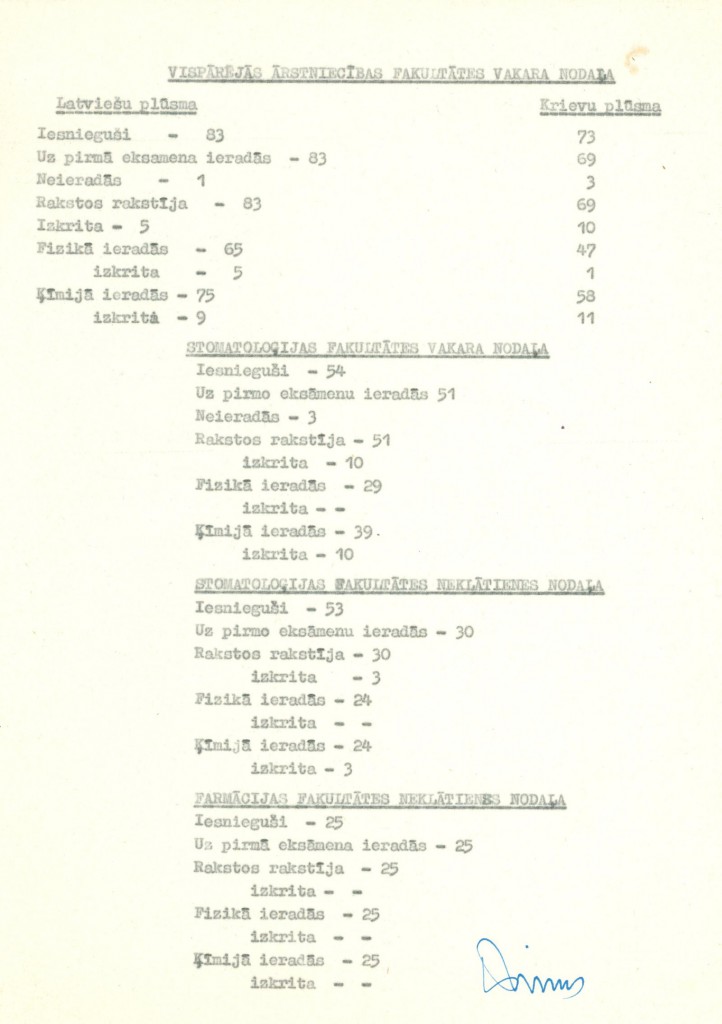 VISPĀRĒJĀS ĀRSTNIECĪBAS FAKULTĀTES VAKARA NODAĻA
Latviešu plūsma Krievu plūsma
Iesnieguši - 83 73
Uz pirmā eksamena ieradās - 83 69
Neieradās - 1 3
Rakstos rakstīja - 83 69
Izkrita - 5 10
Fizikā ieradās - 65 47
izkrita - 5 1
Ķīmijā ieradās - 75 58
izkrita - 9 11
STOMATOLOĢIJAS FAKULTĀTES VAKARA NODAĻA
Iesnieguši - 54
Uz pirmo eksāmenu ieradās 51
Neieradās - 3
Rakstos rakstīja - 51
izkrita - 10
Fizikā ieradās - 29
izkrita - -
Ķīmijā ieradās - 39.
izkrita - 10
STOMATOLOĢIJAS FAKULTĀTES NEKLĀTIENES NODAĻA
Iesnieguši - 53
Uz pirmo eksāmenu ieradās - 30
Rakstos rakstīja - 30
izkrita - 3
Fizikā ieradās - 24
izkrita - -
Ķīmijā ieradās - 24
izkrita - 3
FARMĀCIJAS FAKULTĀTES NEKLĀTIENES NODAĻA
Iesnieguši - 25
Uz pirmā eksāmena ieradās - 25
Rakstos rakstīja - 25
izkrita - -
Fizikā ieradās - 25
izkrita - -
Ķīmijā ieradās - 25
izkrita - -